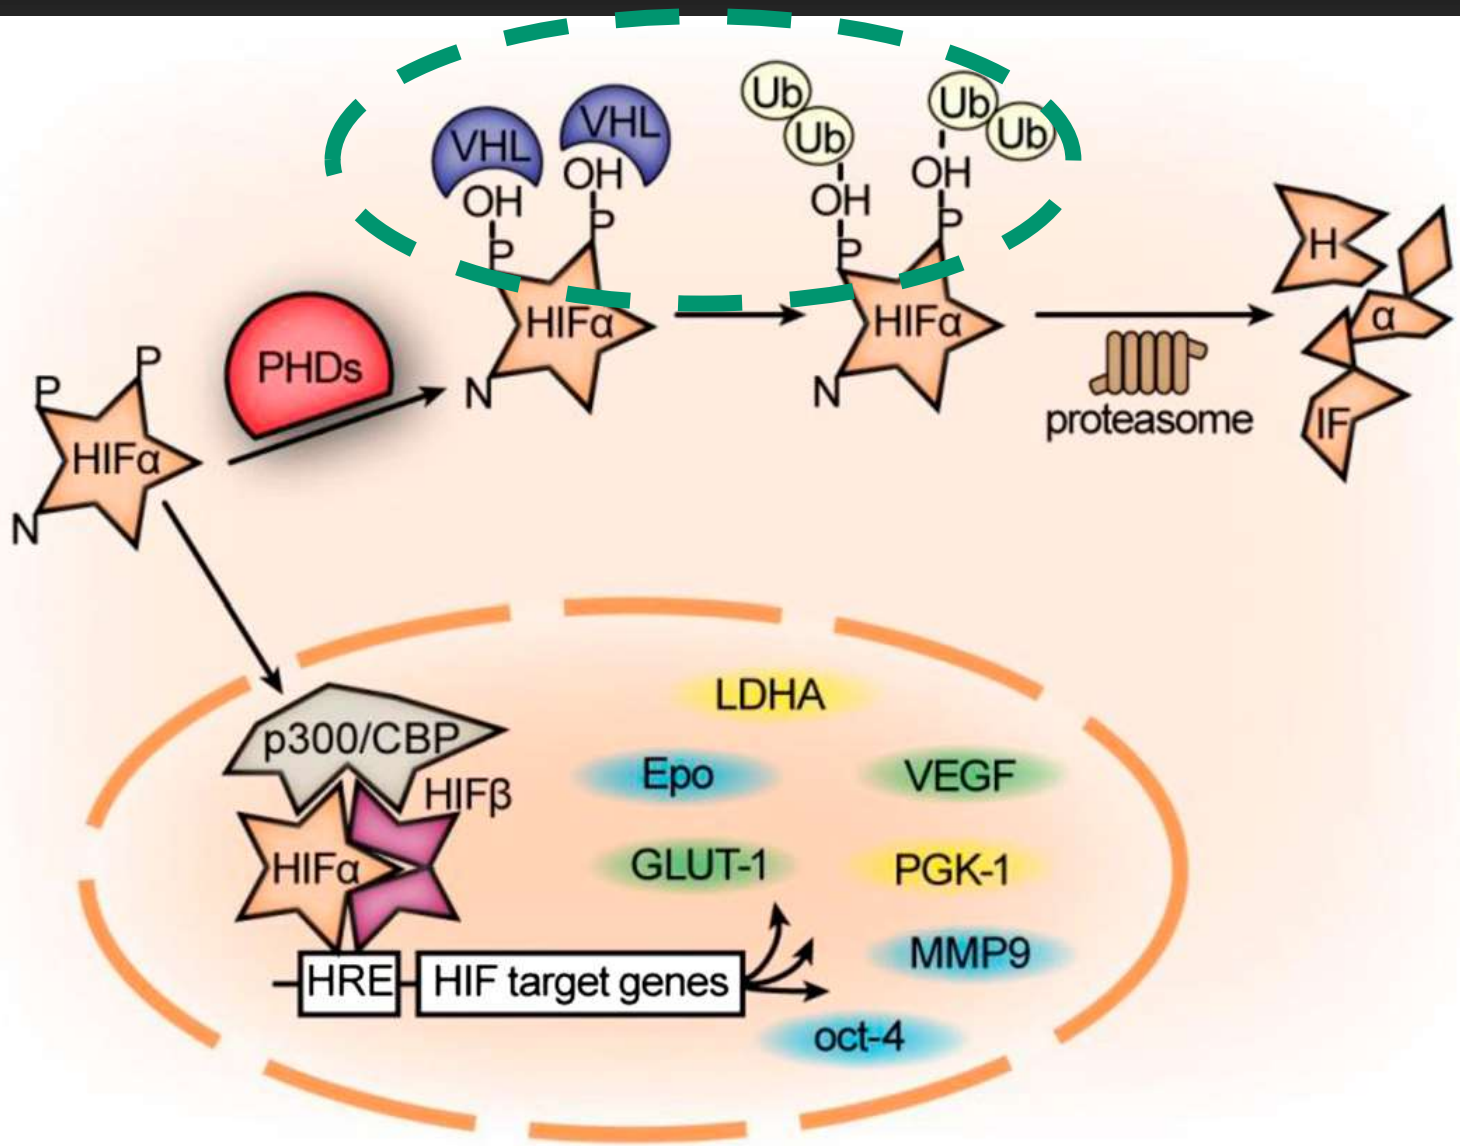 VHL
VHL
OH
OH
P
P
HIFα
N
Ub
Ub
Ub
Ub
OH
OH
P
P
HIFα
N
H
α
IF
proteasome
PHDs
P
P
HIFα
N
p300/CBP
HIFβ
HIFα
HRE
HIF target genes
LDHA
Epo
VEGF
GLUT-1
PGK-1
MMP9
oct-4